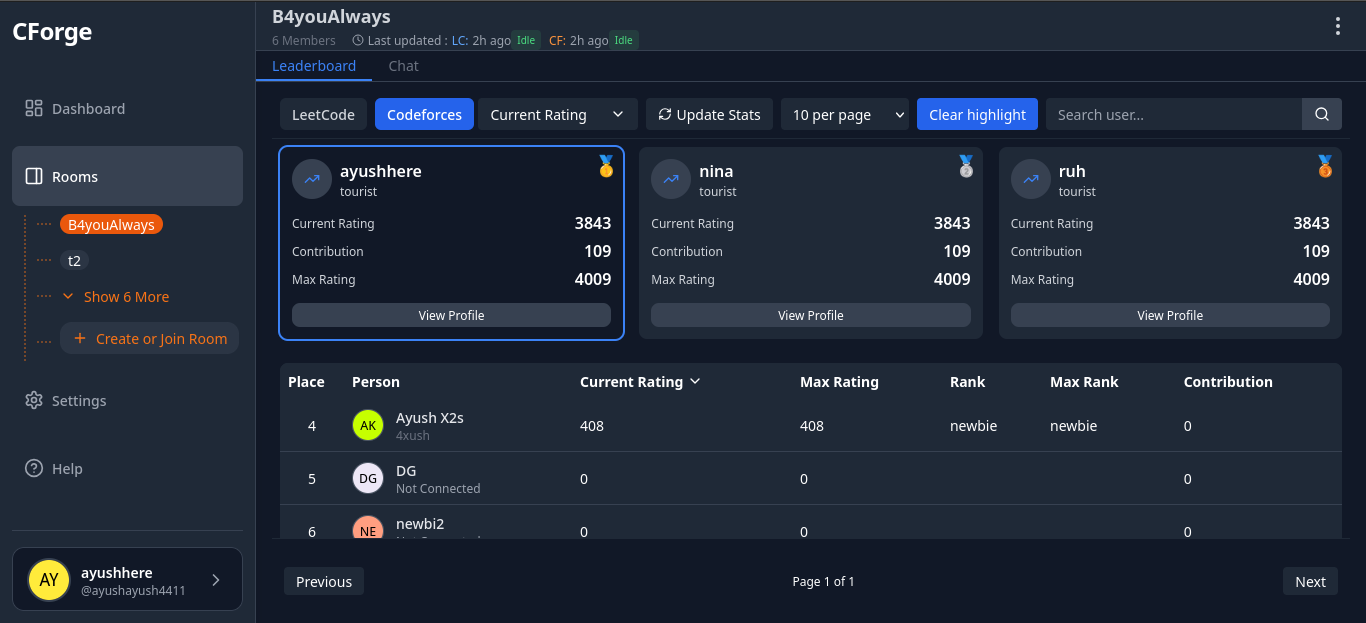 CForge
Dashboard
Rooms
B4youAlways
t2
Show 6 More
Create or Join Room
Settings
Help
AY
ayushhere
@ayushayush4411
B4youAlways
6 Members Last updated : LC: 2h ago Idle CF: 2h ago Idle
Leaderboard Chat
LeetCode Codeforces Current Rating Update Stats 10 per page Clear highlight Search user...
ayushhere
tourist
Current Rating 3843
Contribution 109
Max Rating 4009
View Profile
nina
tourist
Current Rating 3843
Contribution 109
Max Rating 4009
View Profile
ruh
tourist
Current Rating 3843
Contribution 109
Max Rating 4009
View Profile
Place Person Current Rating Max Rating Rank Max Rank Contribution
4 AK Ayush X2s 408 408 newbie newbie 0
4xush
5 DG DG 0 0 0
Not Connected
6 NE newbi2 0 0 0
Previous Page 1 of 1 Next